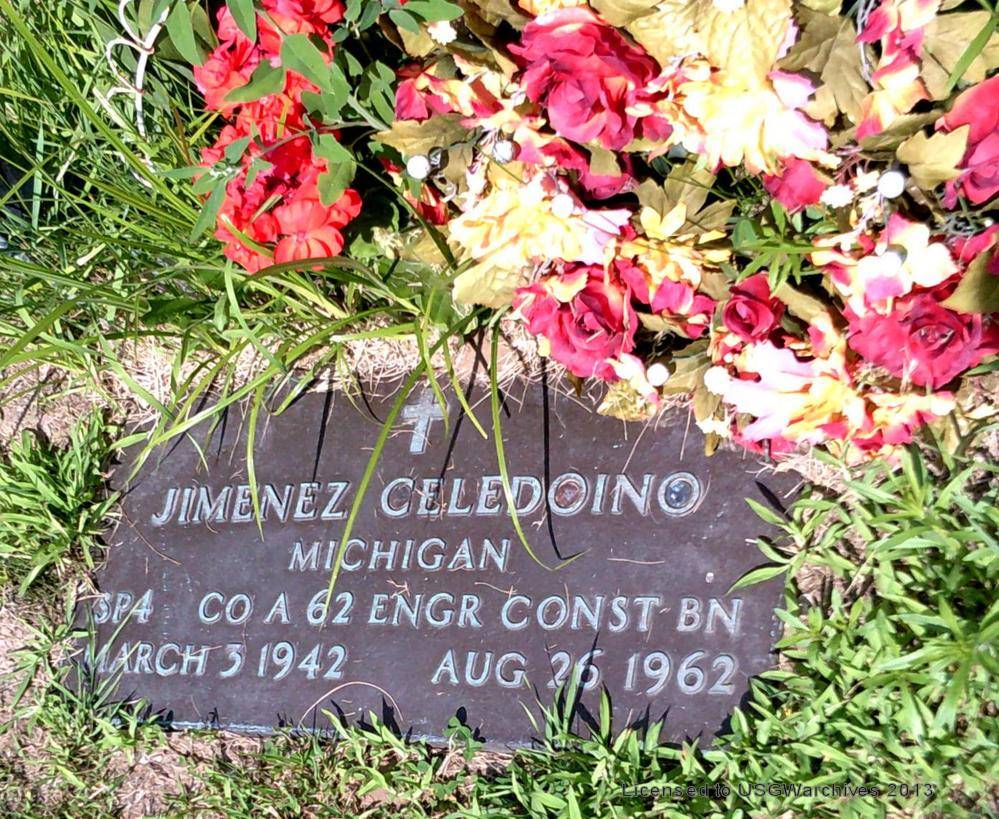 JIMENEZ CELEDOINO
MICHIGAN
SP4 CO A 62 ENGR CONST BN
MARCH 3 1942 AUG 26 1962
Licensed to USGWarchives 2013